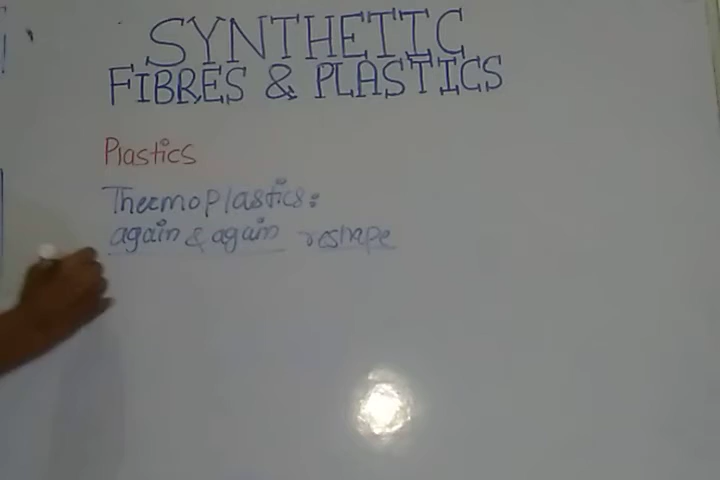 SYNTHETIC
FIBRES & PLASTICS
Plastics
Thermoplastics:
again & again reshape